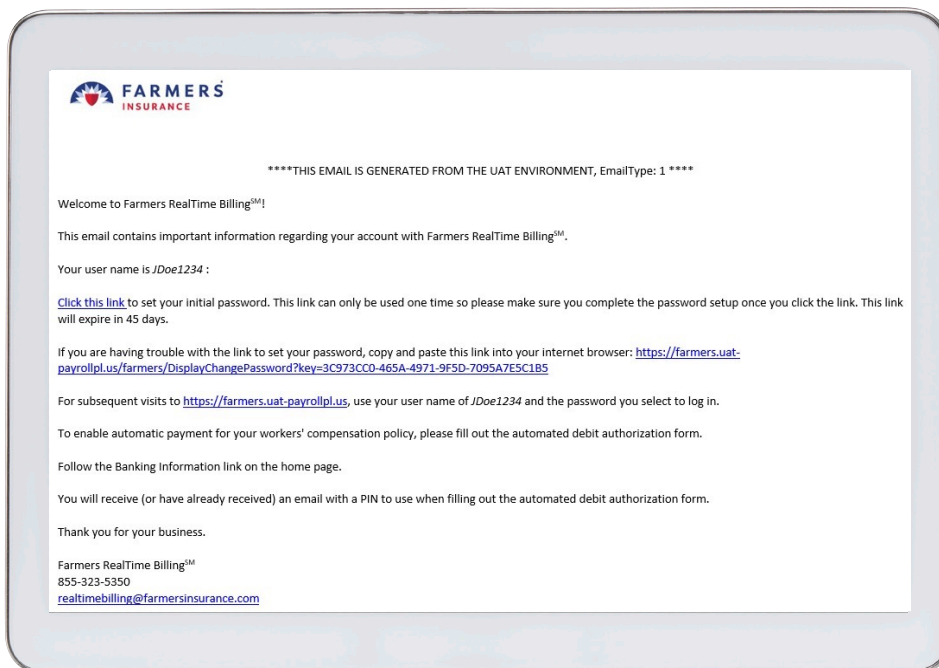 FARMERS
INSURANCE
****THIS EMAIL IS GENERATED FROM THE UAT ENVIRONMENT, EmailType: 1 ****
Welcome to Farmers RealTime Billing℠!
This email contains important information regarding your account with Farmers RealTime Billing℠.
Your user name is JDoe1234 :
Click this link to set your initial password. This link can only be used one time so please make sure you complete the password setup once you click the link. This link
will expire in 45 days.
If you are having trouble with the link to set your password, copy and paste this link into your internet browser: https://farmers.uat-
payrollpl.us/farmers/DisplayChangePassword?key=3C973CC0-465A-4971-9F5D-7095A7E5C1B5
For subsequent visits to https://farmers.uat-payrollpl.us, use your user name of JDoe1234 and the password you select to log in.
To enable automatic payment for your workers' compensation policy, please fill out the automated debit authorization form.
Follow the Banking Information link on the home page.
You will receive (or have already received) an email with a PIN to use when filling out the automated debit authorization form.
Thank you for your business.
Farmers RealTime Billing℠
855-323-5350
realtimebilling@farmersinsurance.com